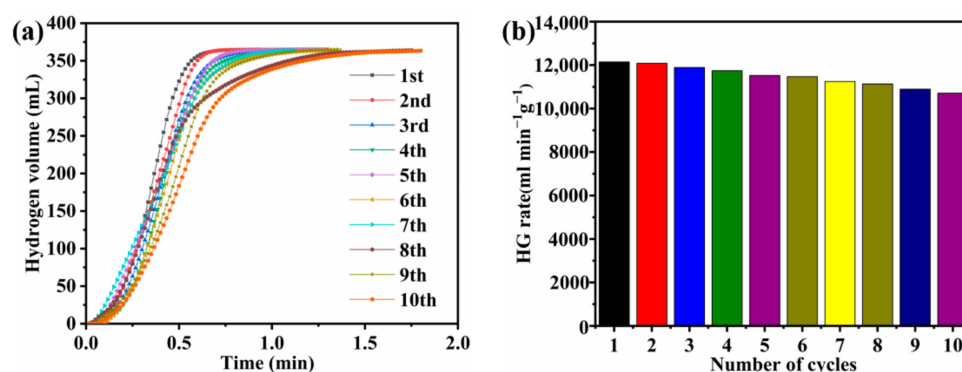 (a)
400
350
300
250
200
150
100
50
0
Hydrogen volume (mL)
1st
2nd
3rd
4th
5th
6th
7th
8th
9th
10th
0.0 0.5 1.0 1.5 2.0
Time (min)
(b)
14,000
12,000
10,000
8000
6000
4000
2000
0
HG rate(ml min⁻¹g⁻¹)
1 2 3 4 5 6 7 8 9 10
Number of cycles